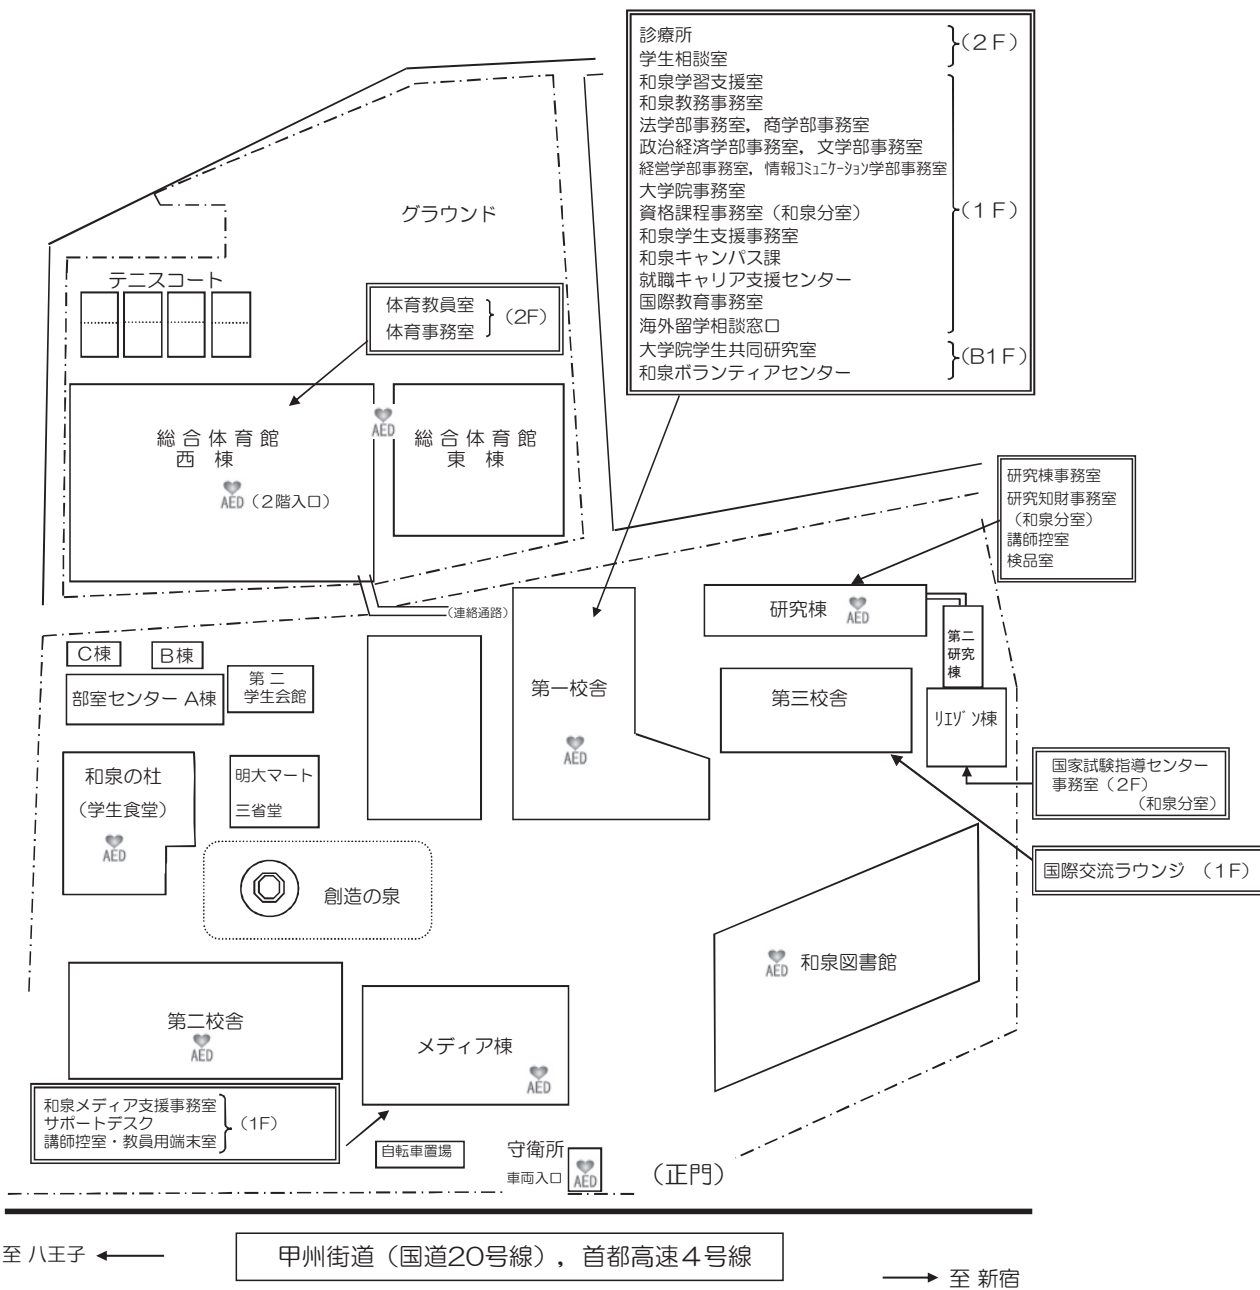 診療所
学生相談室
(2F)
和泉学習支援室
和泉教務事務室
法学部事務室，商学部事務室
政治経済学部事務室，文学部事務室
経営学部事務室，情報ｺﾐｭﾆｹｰｼｮﾝ学部事務室
大学院事務室
資格課程事務室（和泉分室）
(1F)
和泉学生支援事務室
和泉キャンパス課
就職キャリア支援センター
国際教育事務室
海外留学相談窓口
大学院学生共同研究室
和泉ボランティアセンター
(B1F)
グラウンド
テニスコート
体育教員室
体育事務室
(2F)
総合体育館
西棟
AED（2階入口）
AED
総合体育館
東棟
研究棟事務室
研究知財事務室
（和泉分室）
講師控室
検品室
（連絡通路）
研究棟
AED
第二
研究
棟
C棟
B棟
部室センター A棟
第二
学生会館
第一校舎
AED
第三校舎
ﾘｴｿﾞﾝ棟
和泉の杜
（学生食堂）
AED
明大マート
三省堂
国家試験指導センター
事務室（2F）
（和泉分室）
国際交流ラウンジ （1F）
創造の泉
AED
和泉図書館
第二校舎
AED
メディア棟
AED
和泉メディア支援事務室
サポートデスク
講師控室・教員用端末室
(1F)
自転車置場
守衛所
車両入口
AED
（正門）
至 八王子
甲州街道（国道20号線），首都高速4号線
至 新宿